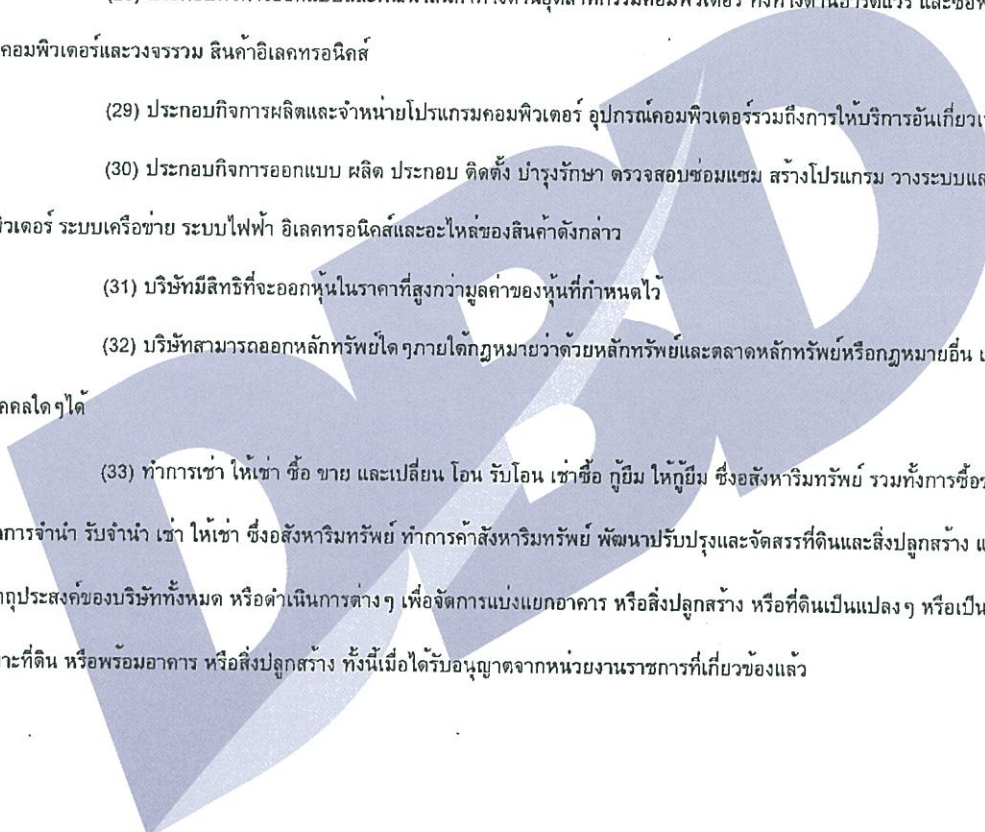 คอมพิวเตอร์และวงจรรวม สินค้าอิเลคทรอนิคส์
(29) ประกอบกิจการผลิตและจำหน่ายโปรแกรมคอมพิวเตอร์ อุปกรณ์คอมพิวเตอร์รวมถึงการให้บริการอันเกี่ยว
(30) ประกอบกิจการออกแบบ ผลิต ประกอบ ติดตั้ง บำรุงรักษา ตรวจสอบซ่อมแซม สร้างโปรแกรม วางระบบแล
พิวเตอร์ ระบบเครือข่าย ระบบไฟฟ้า อิเลคทรอนิคส์และอะไหล่ของสินค้าดังกล่าว
(31) บริษัทมีสิทธิที่จะออกหุ้นในราคาที่สูงกว่ามูลค่าของหุ้นที่กำหนดไว้
(32) บริษัทสามารถออกหลักทรัพย์ใดๆภายใต้กฎหมายว่าด้วยหลักทรัพย์และตลาดหลักทรัพย์หรือกฎหมายอื่น
คคลใดๆได้
(33) ทำการเช่า ให้เช่า ซื้อ ขาย แลกเปลี่ยน โอน รับโอน เช่าซื้อ กู้ยืม ให้กู้ยืม ซึ่งอสังหาริมทรัพย์ รวมทั้งการซื้อ
การจำนำ รับจำนำ เช่า ให้เช่า ซึ่งอสังหาริมทรัพย์ ทำการค้าสังหาริมทรัพย์ พัฒนาปรับปรุงและจัดสรรที่ดินและสิ่งปลูกสร้าง
ถุประสงค์ของบริษัททั้งหมด หรือดำเนินการต่างๆ เพื่อจัดการแบ่งแยกอาคาร หรือสิ่งปลูกสร้าง หรือที่ดินเป็นแปลงๆ หรือเป็น
าะที่ดิน หรือพร้อมอาคาร หรือสิ่งปลูกสร้าง ทั้งนี้เมื่อได้รับอนุญาตจากหน่วยงานราชการที่เกี่ยวข้องแล้ว
DBD